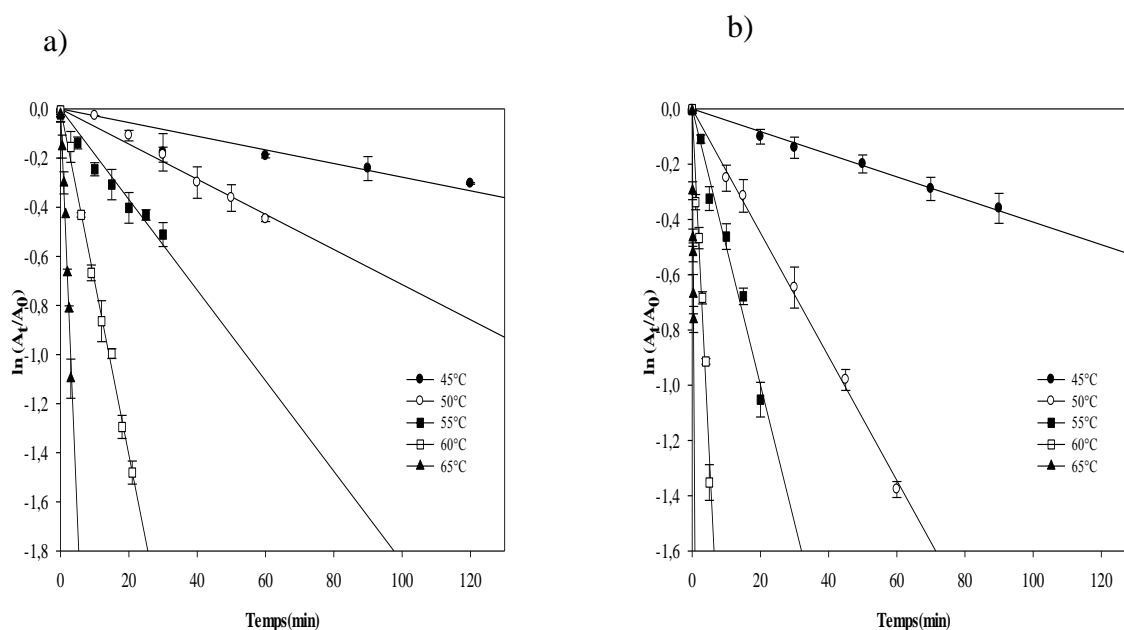 a)
b)
0,0
-0,2
-0,4
-0,6
-0,8
-1,0
-1,2
-1,4
-1,6
-1,8
ln (At/A0)
45°C
50°C
55°C
60°C
65°C
0 20 40 60 80 100 120
Temps(min)
0,0
-0,2
-0,4
-0,6
-0,8
-1,0
-1,2
-1,4
-1,6
ln (At/A0)
45°C
50°C
55°C
60°C
65°C
0 20 40 60 80 100 120
Temps(min)